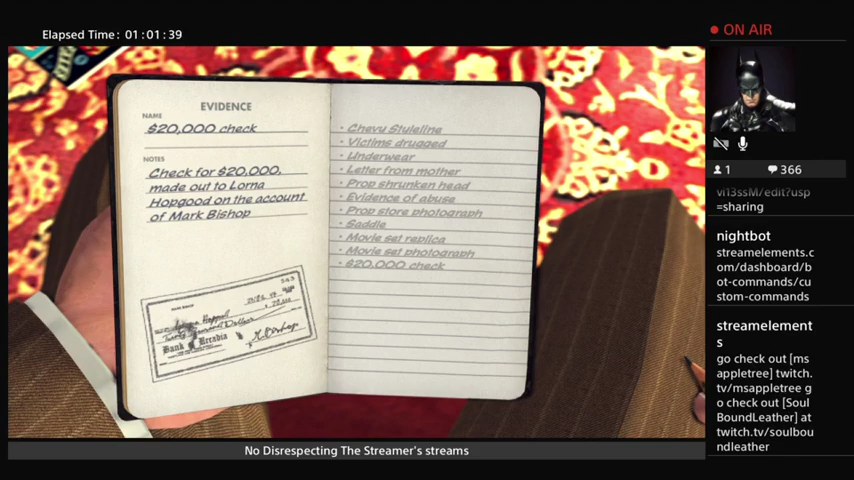 Elapsed Time: 01:01:39
ON AIR
1
366
EVIDENCE
NAME
$20,000 check
NOTES
Check for $20,000,
made out to Lorna
Hopgood on the account
of Mark Bishop
Bank of Arcadia
- Chevy Styleline
- Victims drugged
- Underwear
- Letter from mother
- Prop shrunken head
- Evidence of abuse
- Prop store photograph
- Saddle
- Movie set replica
- Movie set photograph
- $20,000 check
vi13ssM/edit?usp
=sharing
nightbot
streamelements.c
om/dashboard/b
ot-commands/cu
stom-commands
streamelement
s
go check out [ms
appletree] twitch.
tv/msappletree g
o check out [Soul
BoundLeather] at
twitch.tv/soulbou
ndleather
No Disrespecting The Streamer's streams